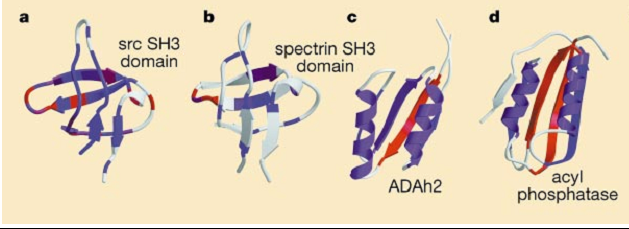 a
b
c
d
src SH3
domain
spectrin SH3
domain
ADAh2
acyl
phosphatase